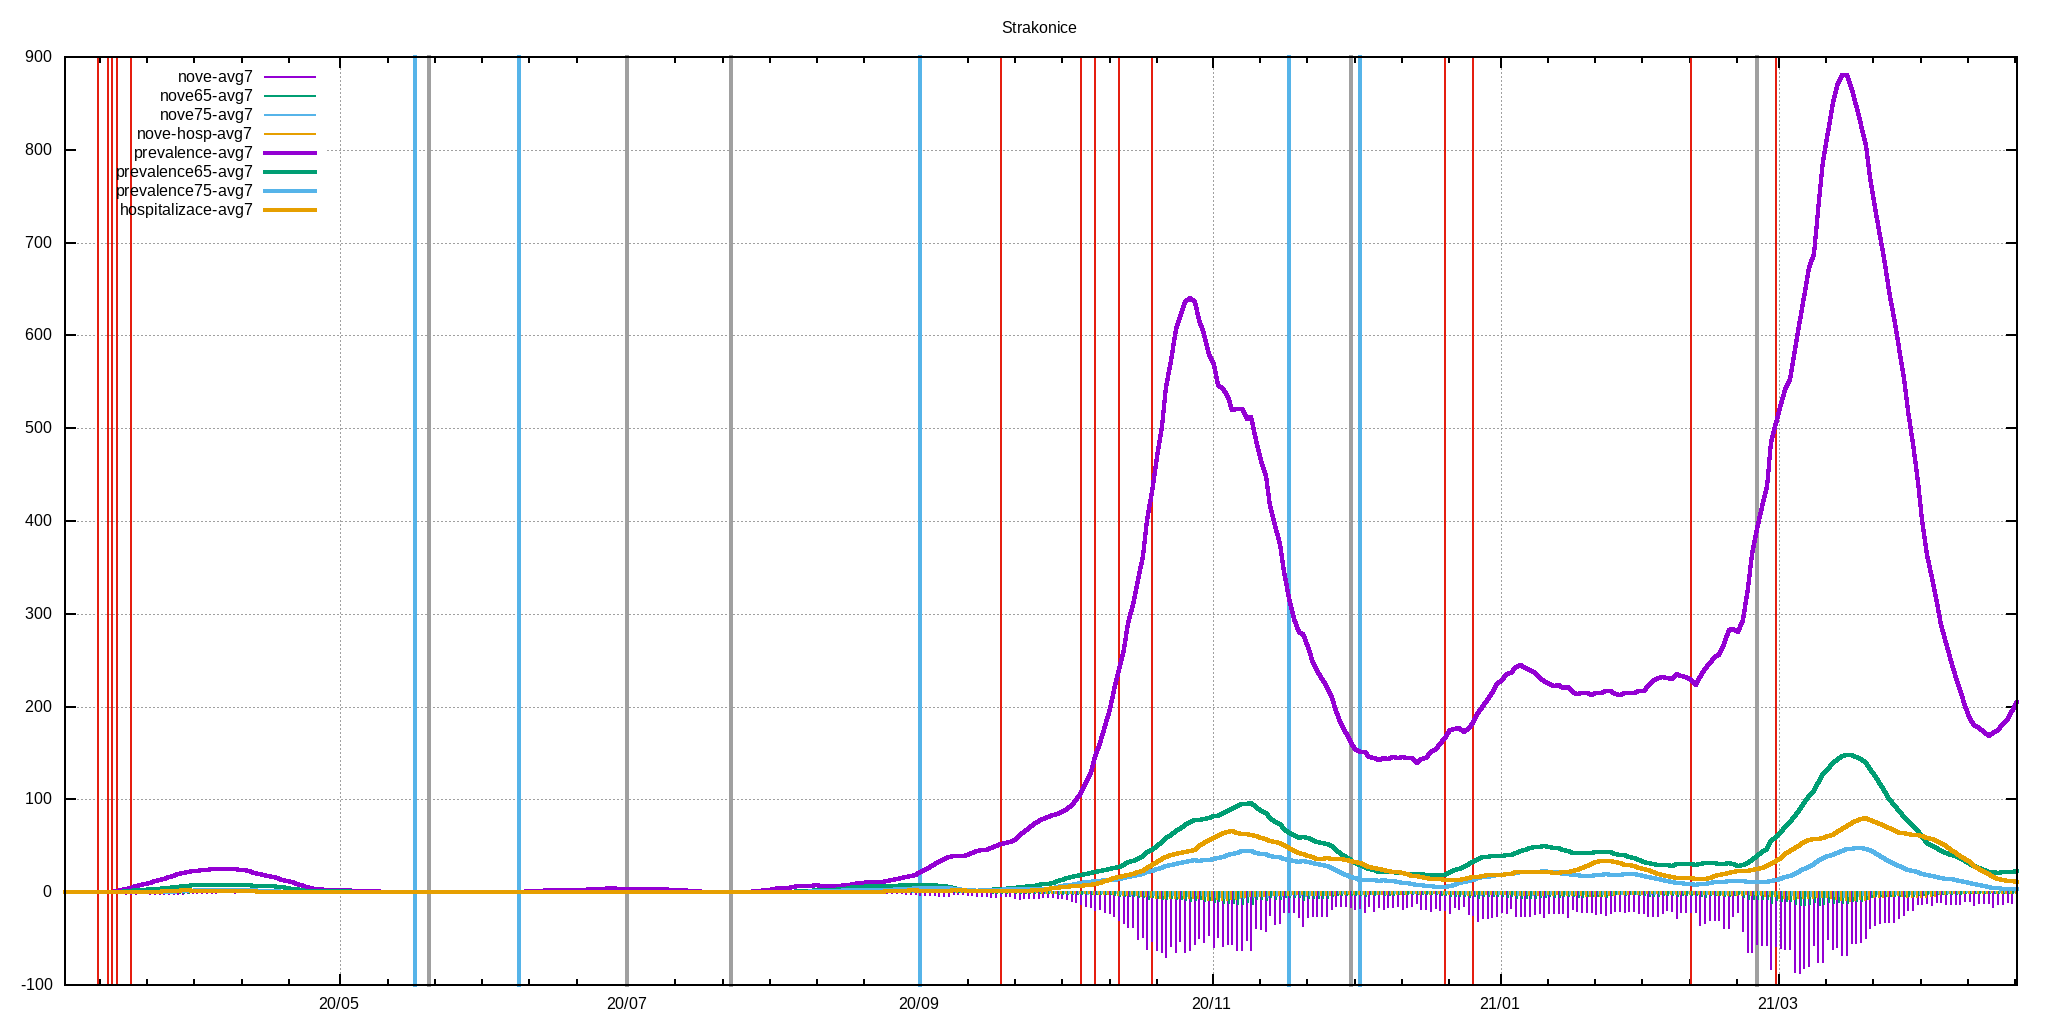 Strakonice
900
800
700
600
500
400
300
200
100
0
-100
nove-avg7
nove65-avg7
nove75-avg7
nove-hosp-avg7
prevalence-avg7
prevalence65-avg7
prevalence75-avg7
hospitalizace-avg7
20/05 20/07 20/09 20/11 21/01 21/03